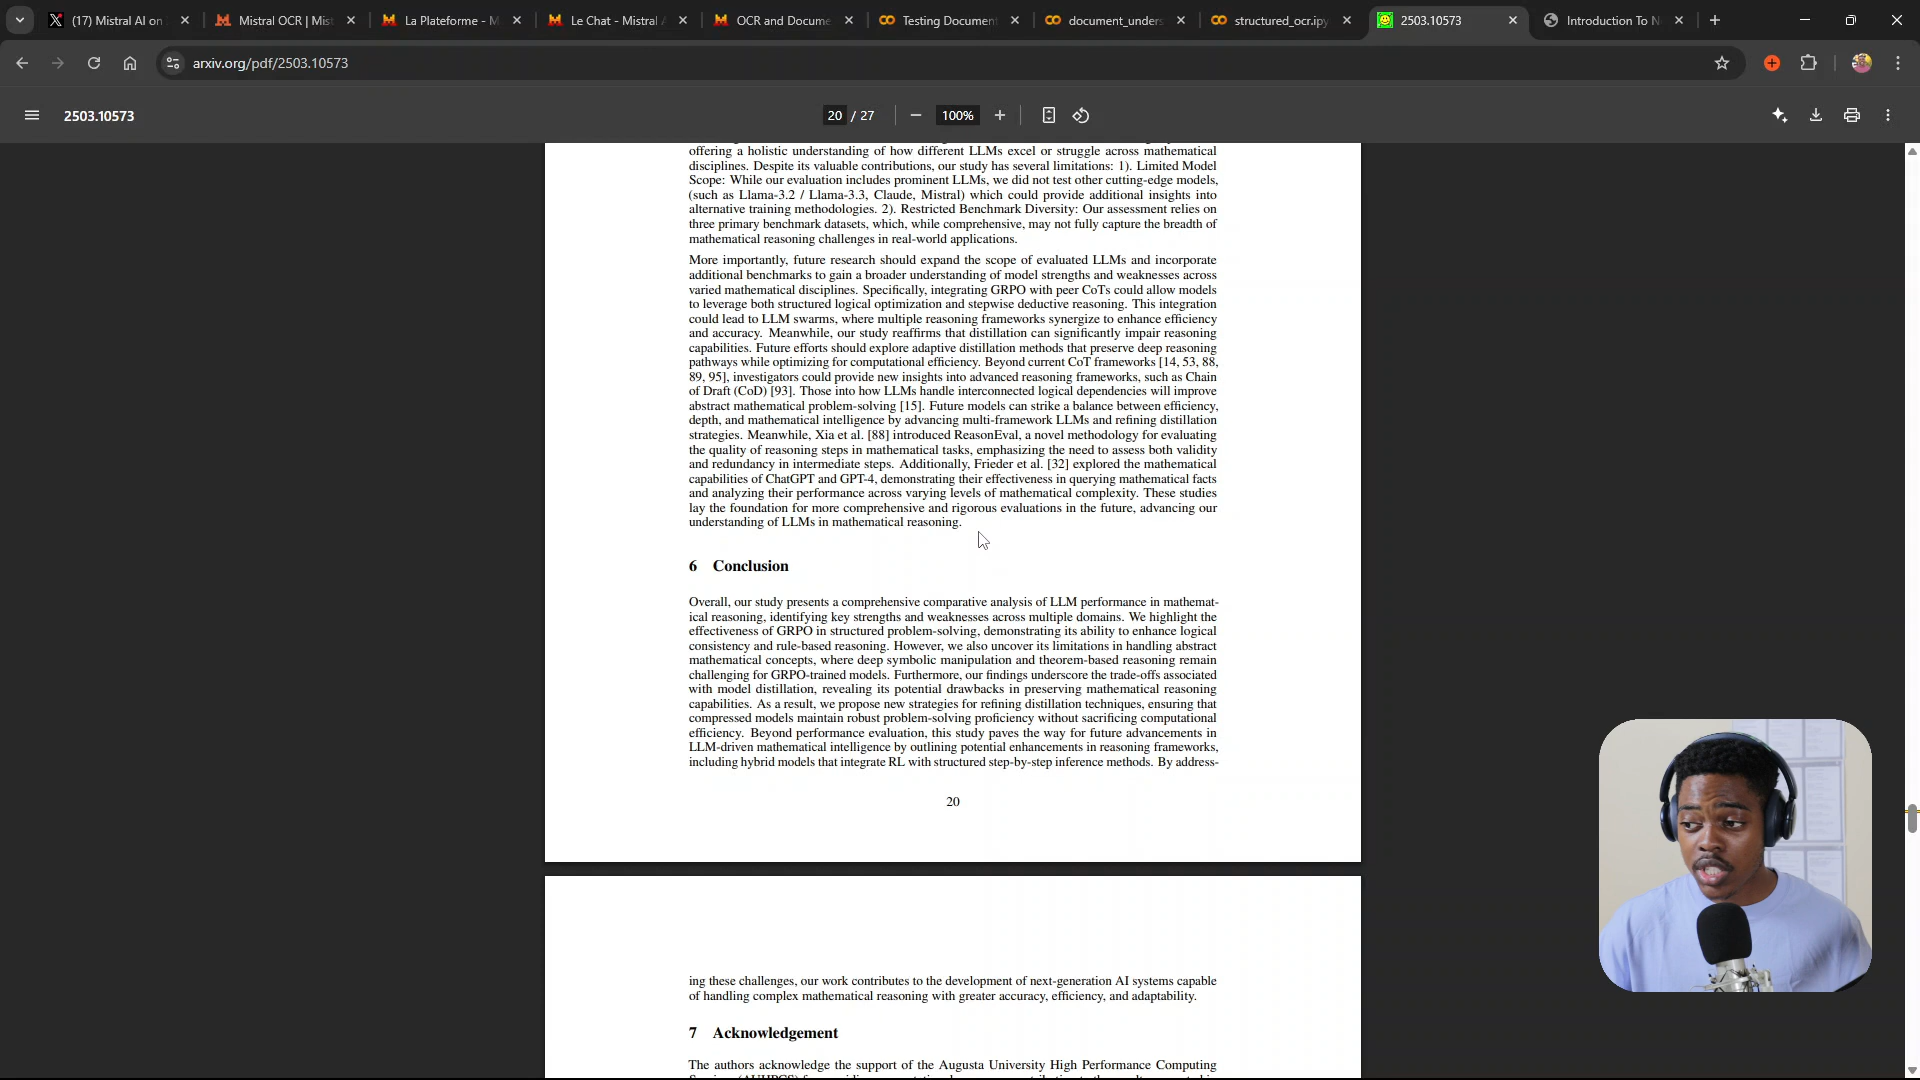 (17) Mistral AI on
Mistral OCR | Mis
La Plateforme - M
Le Chat - Mistral A
OCR and Docume
Testing Document
document_unders
structured_ocr.ipy
2503.10573
Introduction To N
arxiv.org/pdf/2503.10573
2503.10573
20 / 27
100%
offering a holistic understanding of how different LLMs excel or struggle across mathematical
disciplines. Despite its valuable contributions, our study has several limitations: 1). Limited Model
Scope: While our evaluation includes prominent LLMs, we did not test other cutting-edge models,
(such as Llama-3.2 / Llama-3.3, Claude, Mistral) which could provide additional insights into
alternative training methodologies. 2). Restricted Benchmark Diversity: Our assessment relies on
three primary benchmark datasets, which, while comprehensive, may not fully capture the breadth of
mathematical reasoning challenges in real-world applications.
More importantly, future research should expand the scope of evaluated LLMs and incorporate
additional benchmarks to gain a broader understanding of model strengths and weaknesses across
varied mathematical disciplines. Specifically, integrating GRPO with peer CoTs could allow models
to leverage both structured logical optimization and stepwise deductive reasoning. This integration
could lead to LLM swarms, where multiple reasoning frameworks synergize to enhance efficiency
and accuracy. Meanwhile, our study reaffirms that distillation can significantly impair reasoning
capabilities. Future efforts should explore adaptive distillation methods that preserve deep reasoning
pathways while optimizing for computational efficiency. Beyond current CoT frameworks [14, 53, 88,
89, 95], investigators could provide new insights into advanced reasoning frameworks, such as Chain
of Draft (CoD) [93]. Those into how LLMs handle interconnected logical dependencies will improve
abstract mathematical problem-solving [15]. Future models can strike a balance between efficiency,
depth, and mathematical intelligence by advancing multi-framework LLMs and refining distillation
strategies. Meanwhile, Xia et al. [88] introduced ReasonEval, a novel methodology for evaluating
the quality of reasoning steps in mathematical tasks, emphasizing the need to assess both validity
and redundancy in intermediate steps. Additionally, Frieder et al. [32] explored the mathematical
capabilities of ChatGPT and GPT-4, demonstrating their effectiveness in querying mathematical facts
and analyzing their performance across varying levels of mathematical complexity. These studies
lay the foundation for more comprehensive and rigorous evaluations in the future, advancing our
understanding of LLMs in mathematical reasoning.
6 Conclusion
Overall, our study presents a comprehensive comparative analysis of LLM performance in mathemat-
ical reasoning, identifying key strengths and weaknesses across multiple domains. We highlight the
effectiveness of GRPO in structured problem-solving, demonstrating its ability to enhance logical
consistency and rule-based reasoning. However, we also uncover its limitations in handling abstract
mathematical concepts, where deep symbolic manipulation and theorem-based reasoning remain
challenging for GRPO-trained models. Furthermore, our findings underscore the trade-offs associated
with model distillation, revealing its potential drawbacks in preserving mathematical reasoning
capabilities. As a result, we propose new strategies for refining distillation techniques, ensuring that
compressed models maintain robust problem-solving proficiency without sacrificing computational
efficiency. Beyond performance evaluation, this study paves the way for future advancements in
LLM-driven mathematical intelligence by outlining potential enhancements in reasoning frameworks,
including hybrid models that integrate RL with structured step-by-step inference methods. By address-
20
ing these challenges, our work contributes to the development of next-generation AI systems capable
of handling complex mathematical reasoning with greater accuracy, efficiency, and adaptability.
7 Acknowledgement
The authors acknowledge the support of the Augusta University High Performance Computing